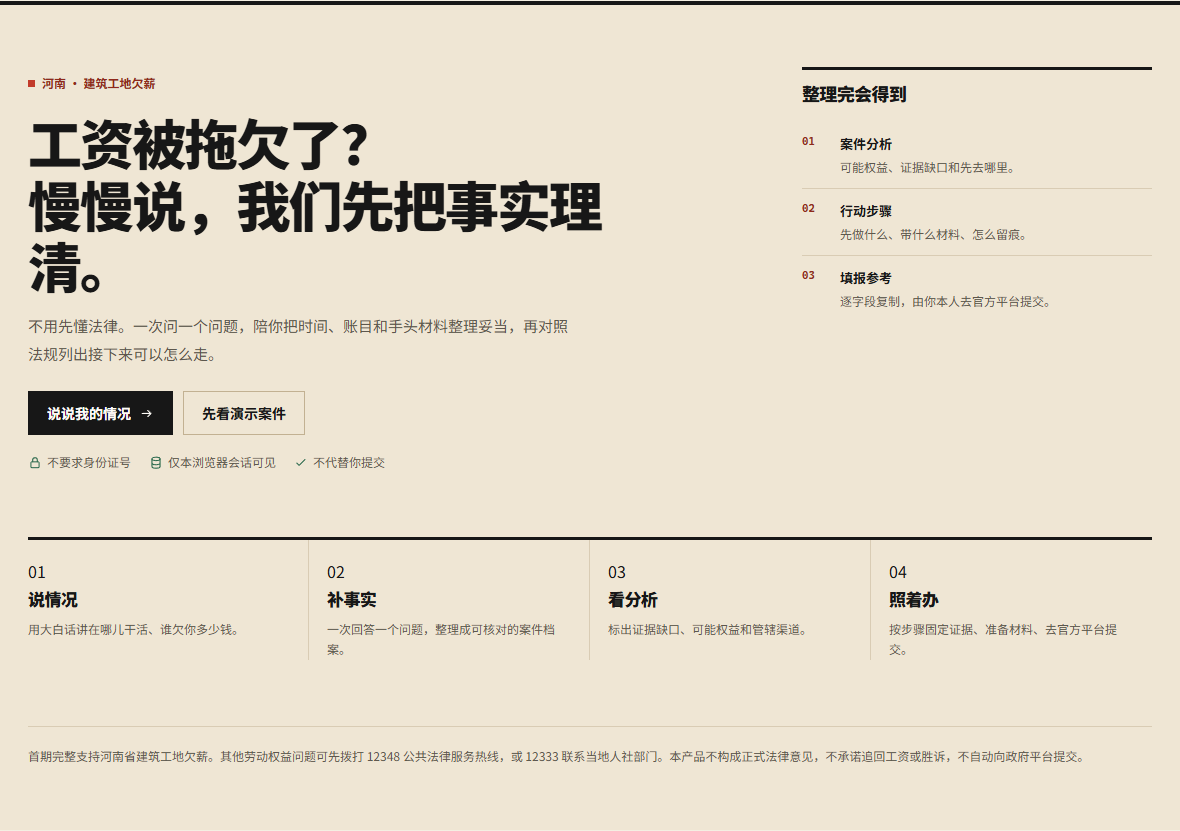 河南 · 建筑工地欠薪
工资被拖欠了？
慢慢说，我们先把事实理
清。
不用先懂法律。一次问一个问题，陪你把时间、账目和手头材料整理妥当，再对照
法规列出接下来可以怎么走。
说说我的情况 →
先看演示案件
不要求身份证号
仅本浏览器会话可见
不代替你提交
整理完会得到
01
案件分析
可能权益、证据缺口和先去哪里。
02
行动步骤
先做什么、带什么材料、怎么留痕。
03
填报参考
逐字段复制，由你本人去官方平台提交。
01
说情况
用大白话讲在哪儿干活、谁欠你多少钱。
02
补事实
一次回答一个问题，整理成可核对的案件档
案。
03
看分析
标出证据缺口、可能权益和管辖渠道。
04
照着办
按步骤固定证据、准备材料、去官方平台提
交。
首期完整支持河南省建筑工地欠薪。其他劳动权益问题可先拨打 12348 公共法律服务热线，或 12333 联系当地人社部门。本产品不构成正式法律意见，不承诺追回工资或胜诉，不自动向政府平台提交。